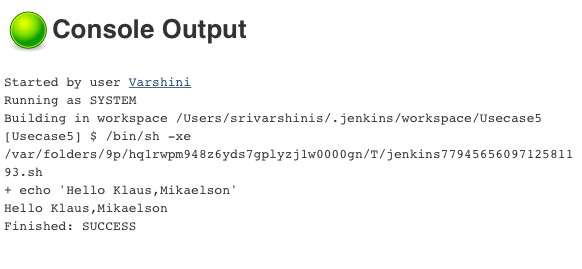 Console Output
Started by user Varshini
Running as SYSTEM
Building in workspace /Users/srivarshinis/.jenkins/workspace/Usecase5
[Usecase5] $ /bin/sh -xe
/var/folders/9p/hq1rwpm948z6yds7gplyzj1w0000gn/T/jenkins77945656097125811
93.sh
+ echo 'Hello Klaus,Mikaelson'
Hello Klaus,Mikaelson
Finished: SUCCESS